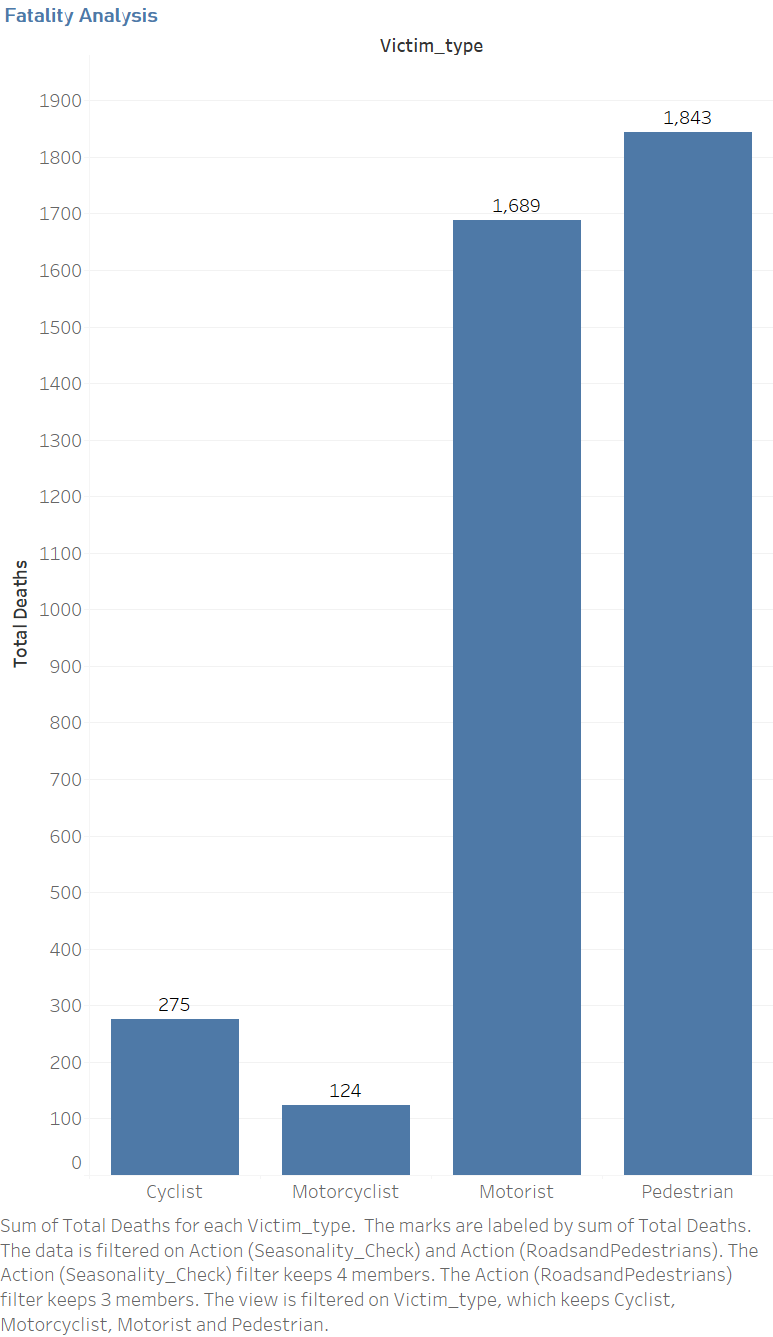 Fatality Analysis
Victim_type
1900
1,843
1800
1700
1,689
1600
1500
1400
1300
1200
1100
Total Deaths
1000
900
800
700
600
500
400
300
275
200
124
100
0
Cyclist Motorcyclist Motorist Pedestrian
Sum of Total Deaths for each Victim_type.  The marks are labeled by sum of Total Deaths.
The data is filtered on Action (Seasonality_Check) and Action (RoadsandPedestrians). The
Action (Seasonality_Check) filter keeps 4 members. The Action (RoadsandPedestrians)
filter keeps 3 members. The view is filtered on Victim_type, which keeps Cyclist,
Motorcyclist, Motorist and Pedestrian.